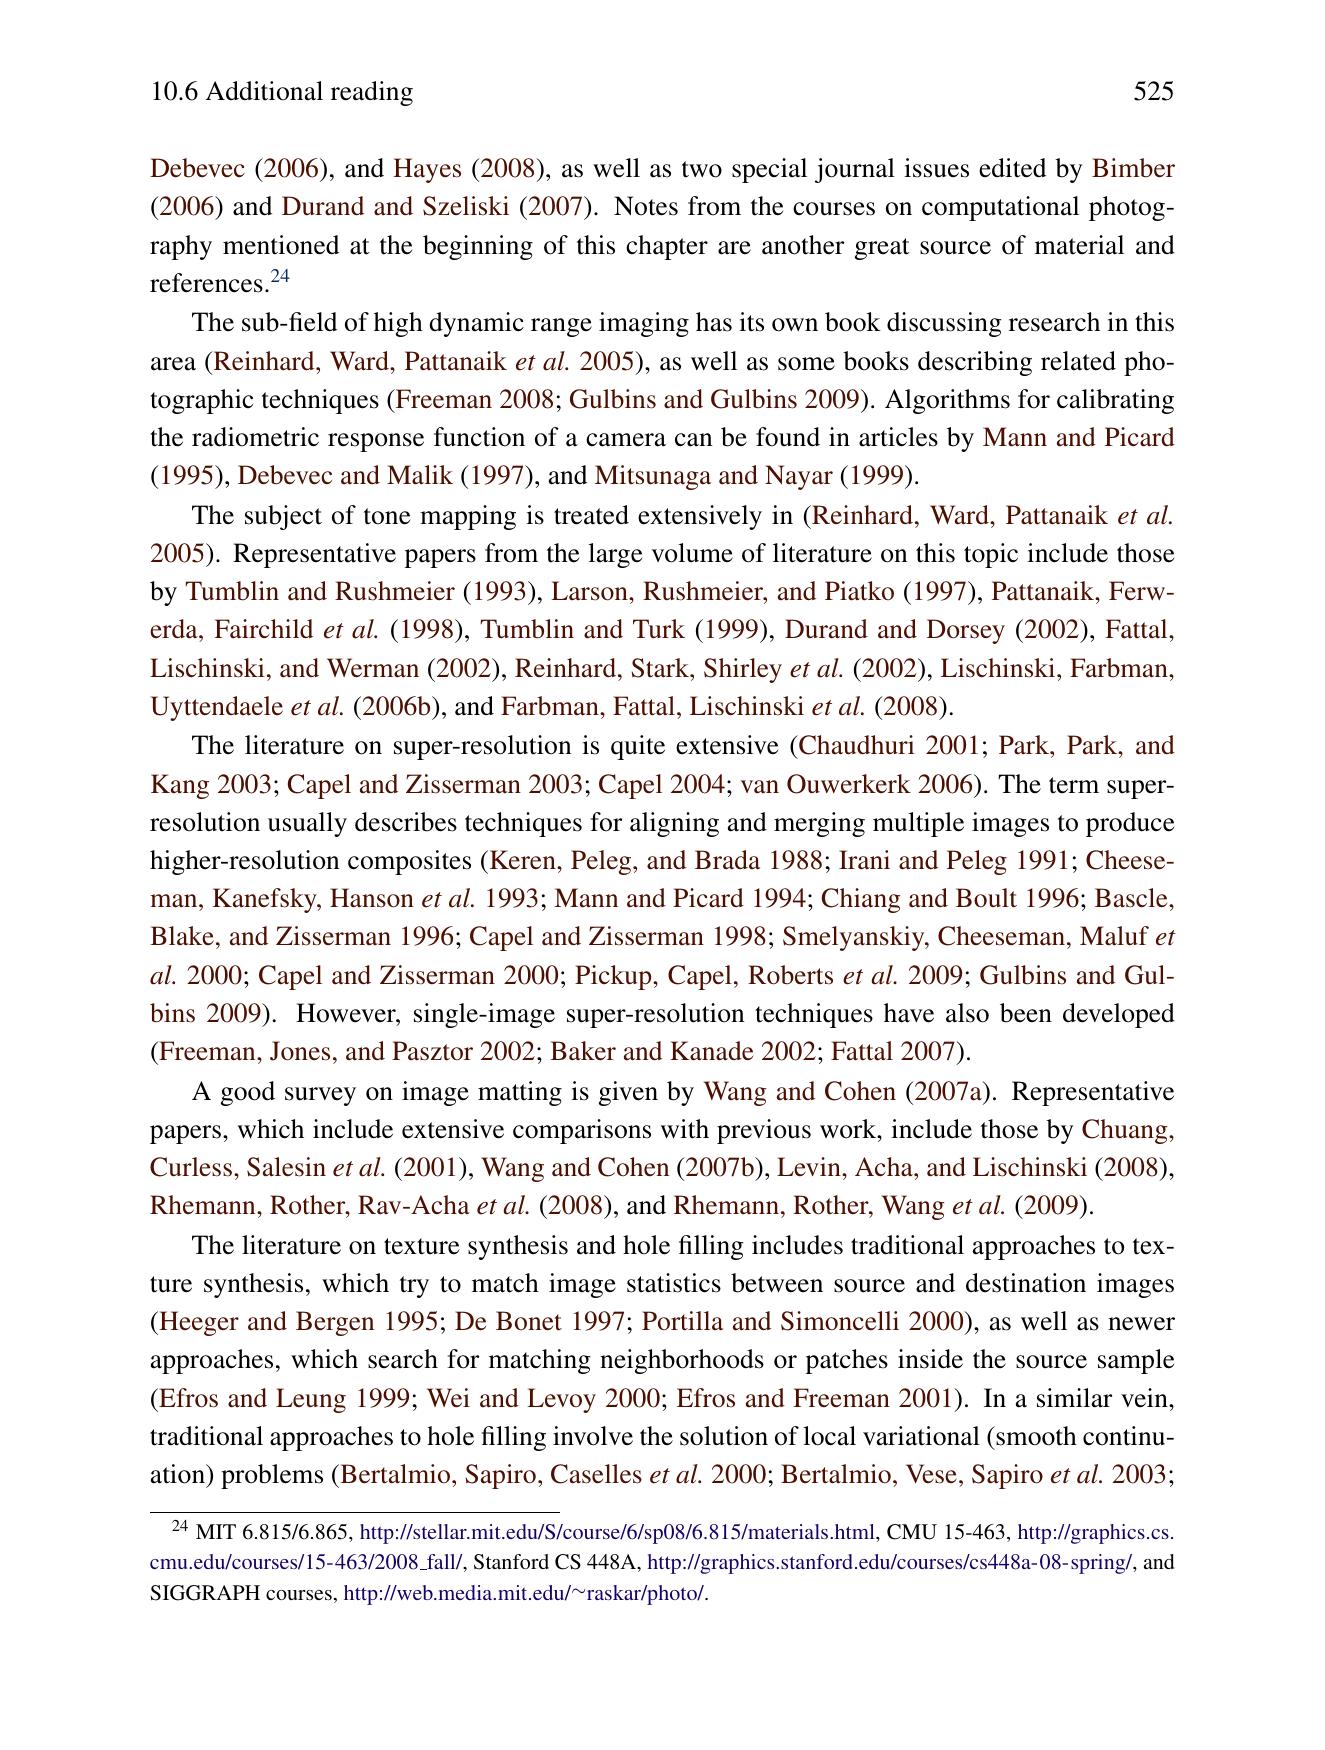 10.6 Additional reading 525
Debevec (2006), and Hayes (2008), as well as two special journal issues edited by Bimber
(2006) and Durand and Szeliski (2007). Notes from the courses on computational photog-
raphy mentioned at the beginning of this chapter are another great source of material and
references.24
The sub-field of high dynamic range imaging has its own book discussing research in this
area (Reinhard, Ward, Pattanaik et al. 2005), as well as some books describing related pho-
tographic techniques (Freeman 2008; Gulbins and Gulbins 2009). Algorithms for calibrating
the radiometric response function of a camera can be found in articles by Mann and Picard
(1995), Debevec and Malik (1997), and Mitsunaga and Nayar (1999).
The subject of tone mapping is treated extensively in (Reinhard, Ward, Pattanaik et al.
2005). Representative papers from the large volume of literature on this topic include those
by Tumblin and Rushmeier (1993), Larson, Rushmeier, and Piatko (1997), Pattanaik, Ferw-
erda, Fairchild et al. (1998), Tumblin and Turk (1999), Durand and Dorsey (2002), Fattal,
Lischinski, and Werman (2002), Reinhard, Stark, Shirley et al. (2002), Lischinski, Farbman,
Uyttendaele et al. (2006b), and Farbman, Fattal, Lischinski et al. (2008).
The literature on super-resolution is quite extensive (Chaudhuri 2001; Park, Park, and
Kang 2003; Capel and Zisserman 2003; Capel 2004; van Ouwerkerk 2006). The term super-
resolution usually describes techniques for aligning and merging multiple images to produce
higher-resolution composites (Keren, Peleg, and Brada 1988; Irani and Peleg 1991; Cheese-
man, Kanefsky, Hanson et al. 1993; Mann and Picard 1994; Chiang and Boult 1996; Bascle,
Blake, and Zisserman 1996; Capel and Zisserman 1998; Smelyanskiy, Cheeseman, Maluf et
al. 2000; Capel and Zisserman 2000; Pickup, Capel, Roberts et al. 2009; Gulbins and Gul-
bins 2009). However, single-image super-resolution techniques have also been developed
(Freeman, Jones, and Pasztor 2002; Baker and Kanade 2002; Fattal 2007).
A good survey on image matting is given by Wang and Cohen (2007a). Representative
papers, which include extensive comparisons with previous work, include those by Chuang,
Curless, Salesin et al. (2001), Wang and Cohen (2007b), Levin, Acha, and Lischinski (2008),
Rhemann, Rother, Rav-Acha et al. (2008), and Rhemann, Rother, Wang et al. (2009).
The literature on texture synthesis and hole filling includes traditional approaches to tex-
ture synthesis, which try to match image statistics between source and destination images
(Heeger and Bergen 1995; De Bonet 1997; Portilla and Simoncelli 2000), as well as newer
approaches, which search for matching neighborhoods or patches inside the source sample
(Efros and Leung 1999; Wei and Levoy 2000; Efros and Freeman 2001). In a similar vein,
traditional approaches to hole filling involve the solution of local variational (smooth continu-
ation) problems (Bertalmio, Sapiro, Caselles et al. 2000; Bertalmio, Vese, Sapiro et al. 2003;
24 MIT 6.815/6.865, http://stellar.mit.edu/S/course/6/sp08/6.815/materials.html, CMU 15-463, http://graphics.cs.
cmu.edu/courses/15-463/2008_fall/, Stanford CS 448A, http://graphics.stanford.edu/courses/cs448a-08-spring/, and
SIGGRAPH courses, http://web.media.mit.edu/~raskar/photo/.